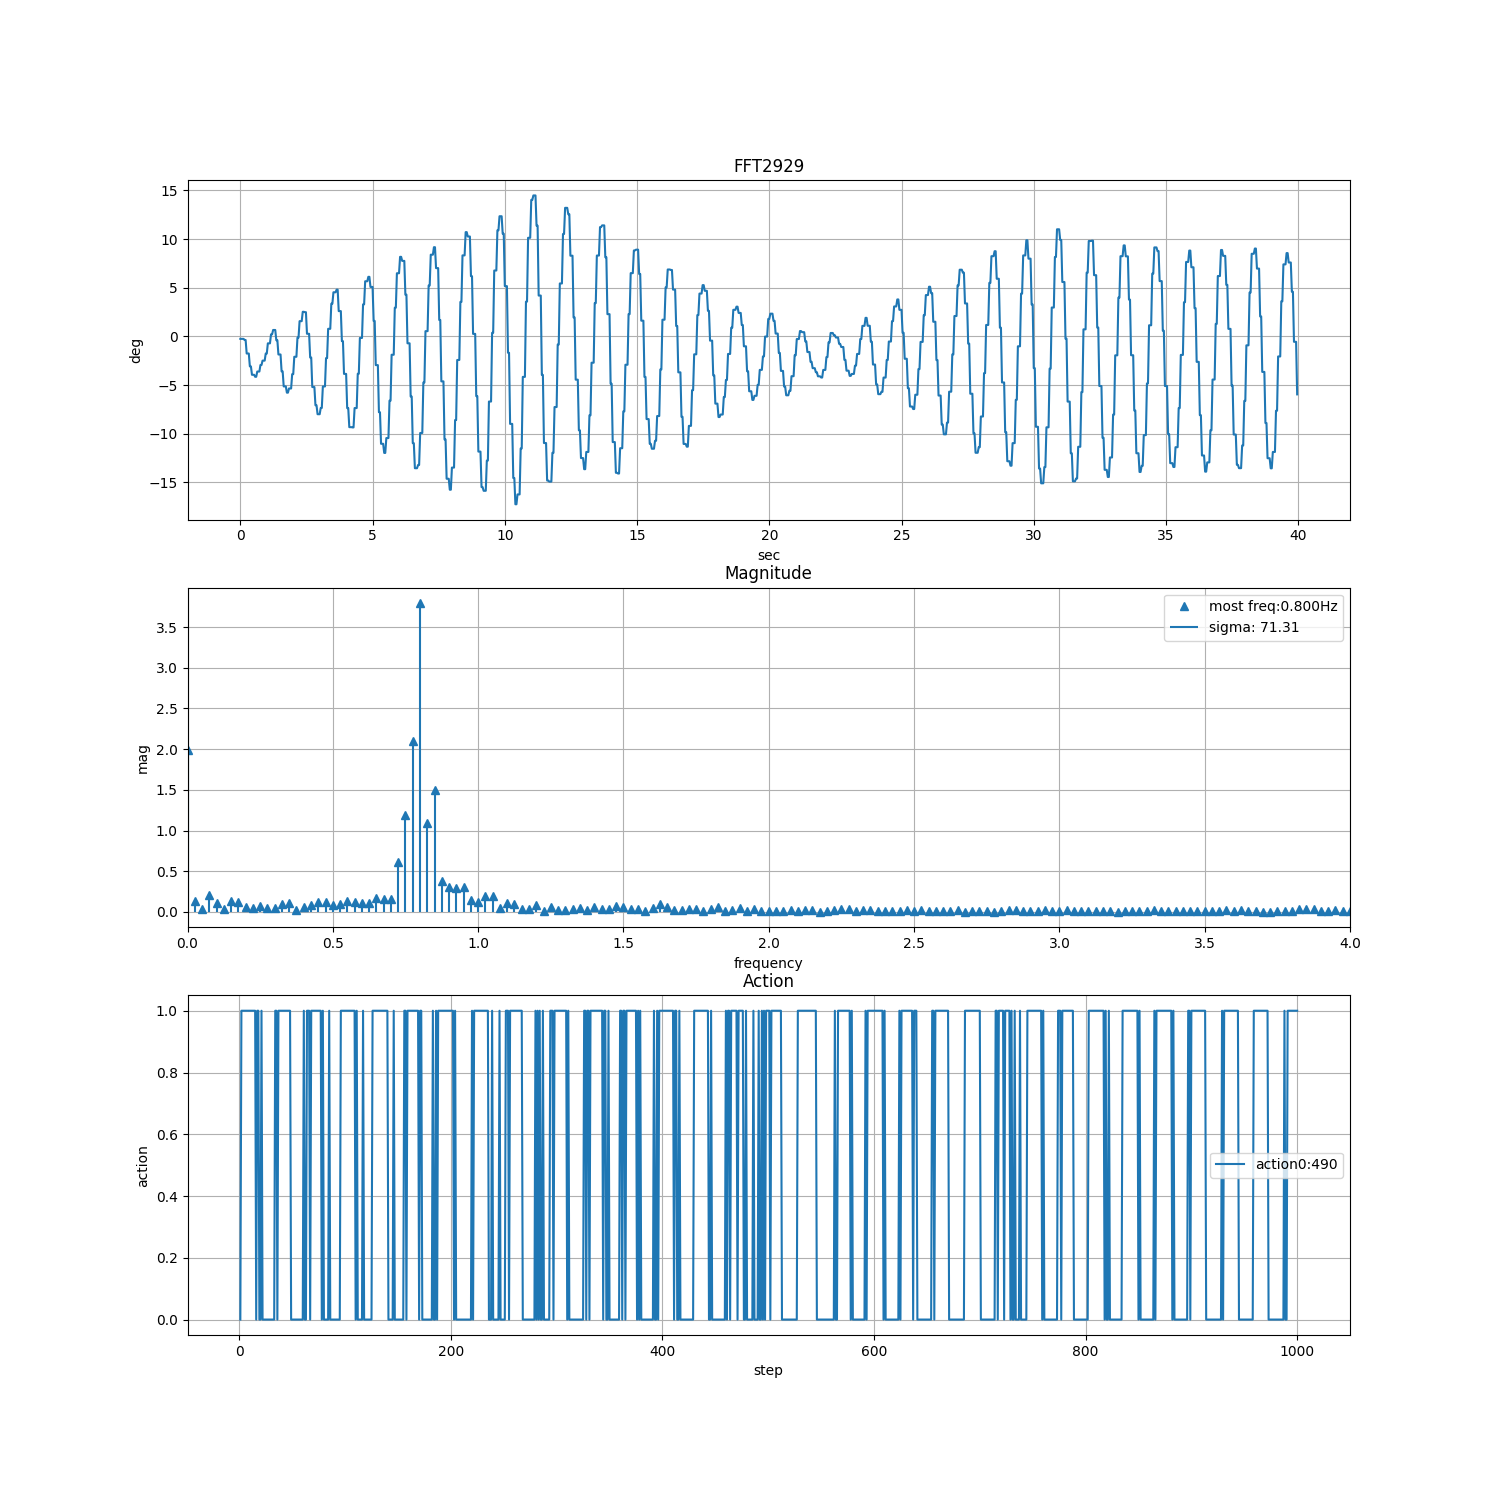 FFT2929
15
10
5
0
−5
−10
−15
deg
0 5 10 15 20 25 30 35 40
sec
Magnitude
3.5
3.0
2.5
2.0
1.5
1.0
0.5
0.0
mag
most freq:0.800Hz
sigma: 71.31
0.0 0.5 1.0 1.5 2.0 2.5 3.0 3.5 4.0
frequency
Action
1.0
0.8
0.6
0.4
0.2
0.0
action
action0:490
0 200 400 600 800 1000
step